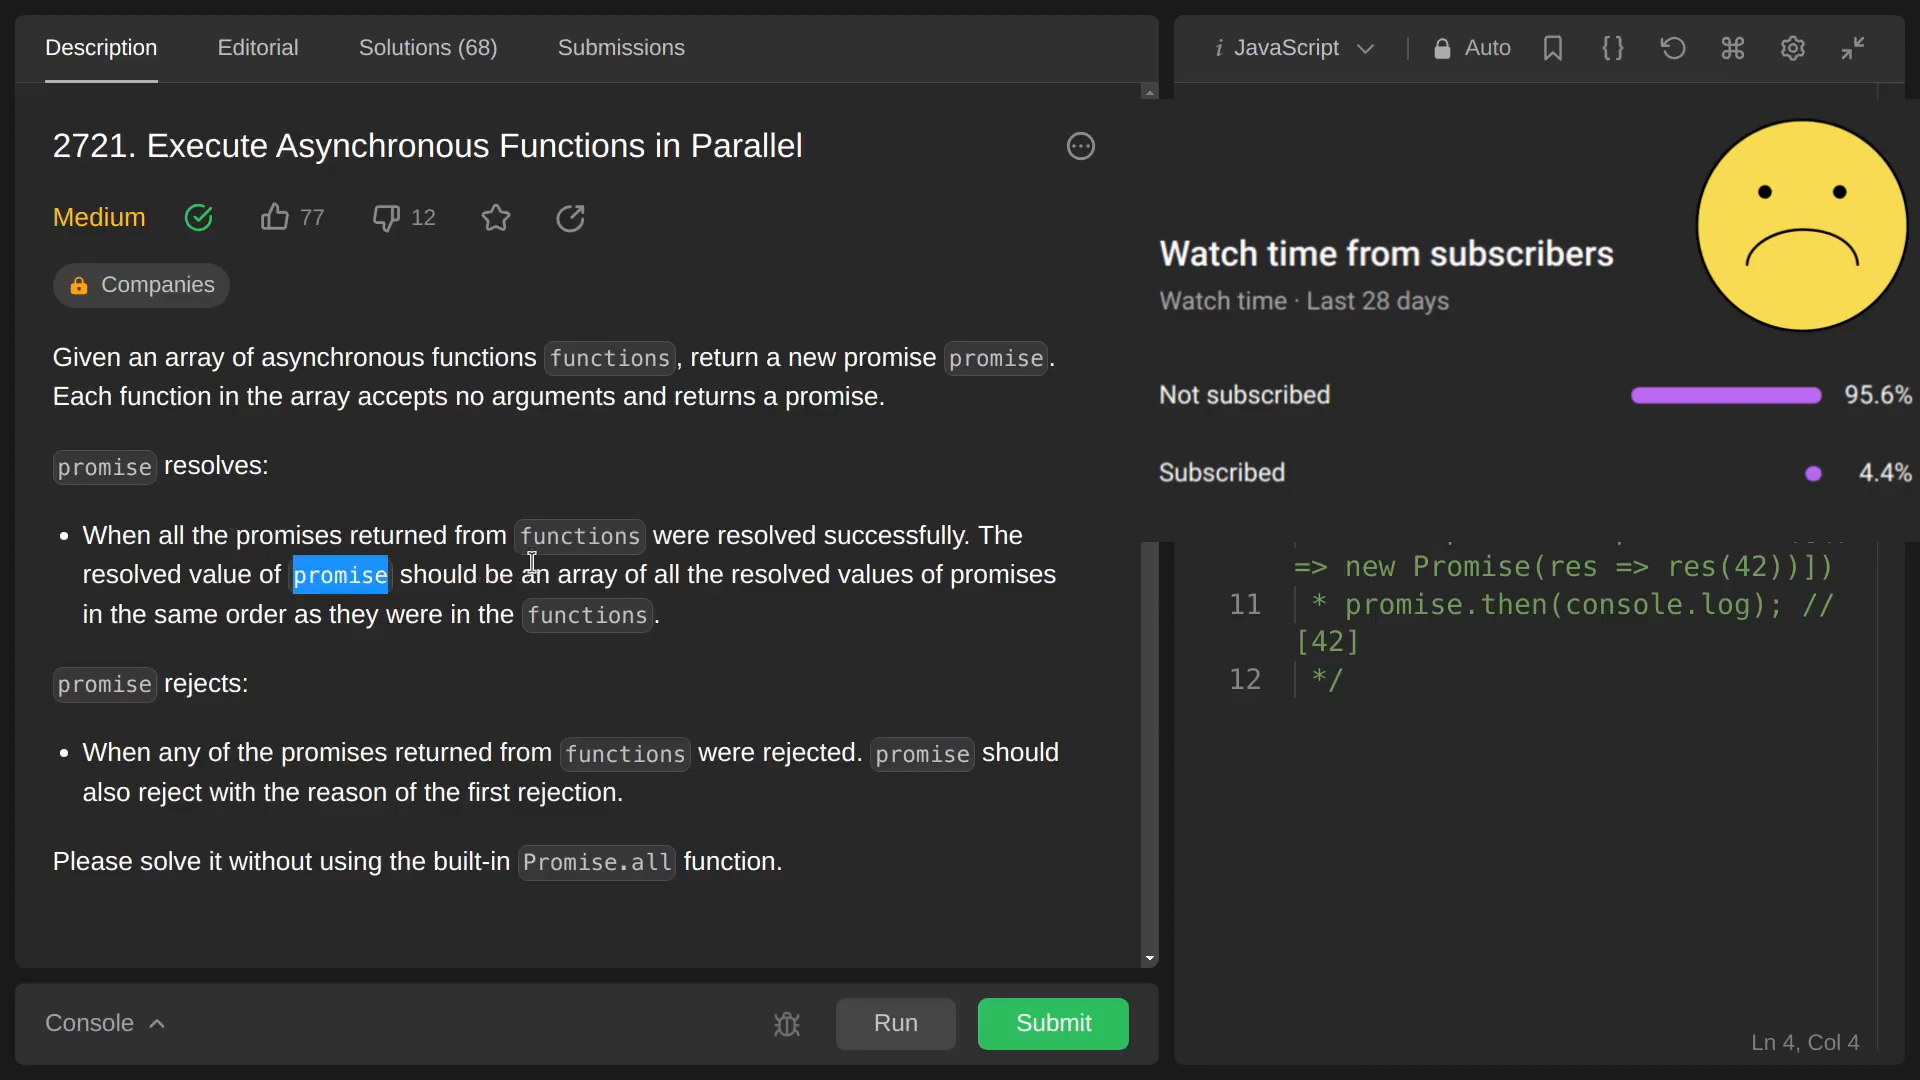 Description Editorial Solutions (68) Submissions
2721. Execute Asynchronous Functions in Parallel
Medium 77 12
Companies
Given an array of asynchronous functions functions, return a new promise promise.
Each function in the array accepts no arguments and returns a promise.
promise resolves:
• When all the promises returned from functions were resolved successfully. The
resolved value of promise should be an array of all the resolved values of promises
in the same order as they were in the functions.
promise rejects:
• When any of the promises returned from functions were rejected. promise should
also reject with the reason of the first rejection.
Please solve it without using the built-in Promise.all function.
Console Run Submit
i JavaScript Auto
Watch time from subscribers
Watch time · Last 28 days
Not subscribed 95.6%
Subscribed 4.4%
=> new Promise(res => res(42))])
11 * promise.then(console.log); //
[42]
12 */
Ln 4, Col 4